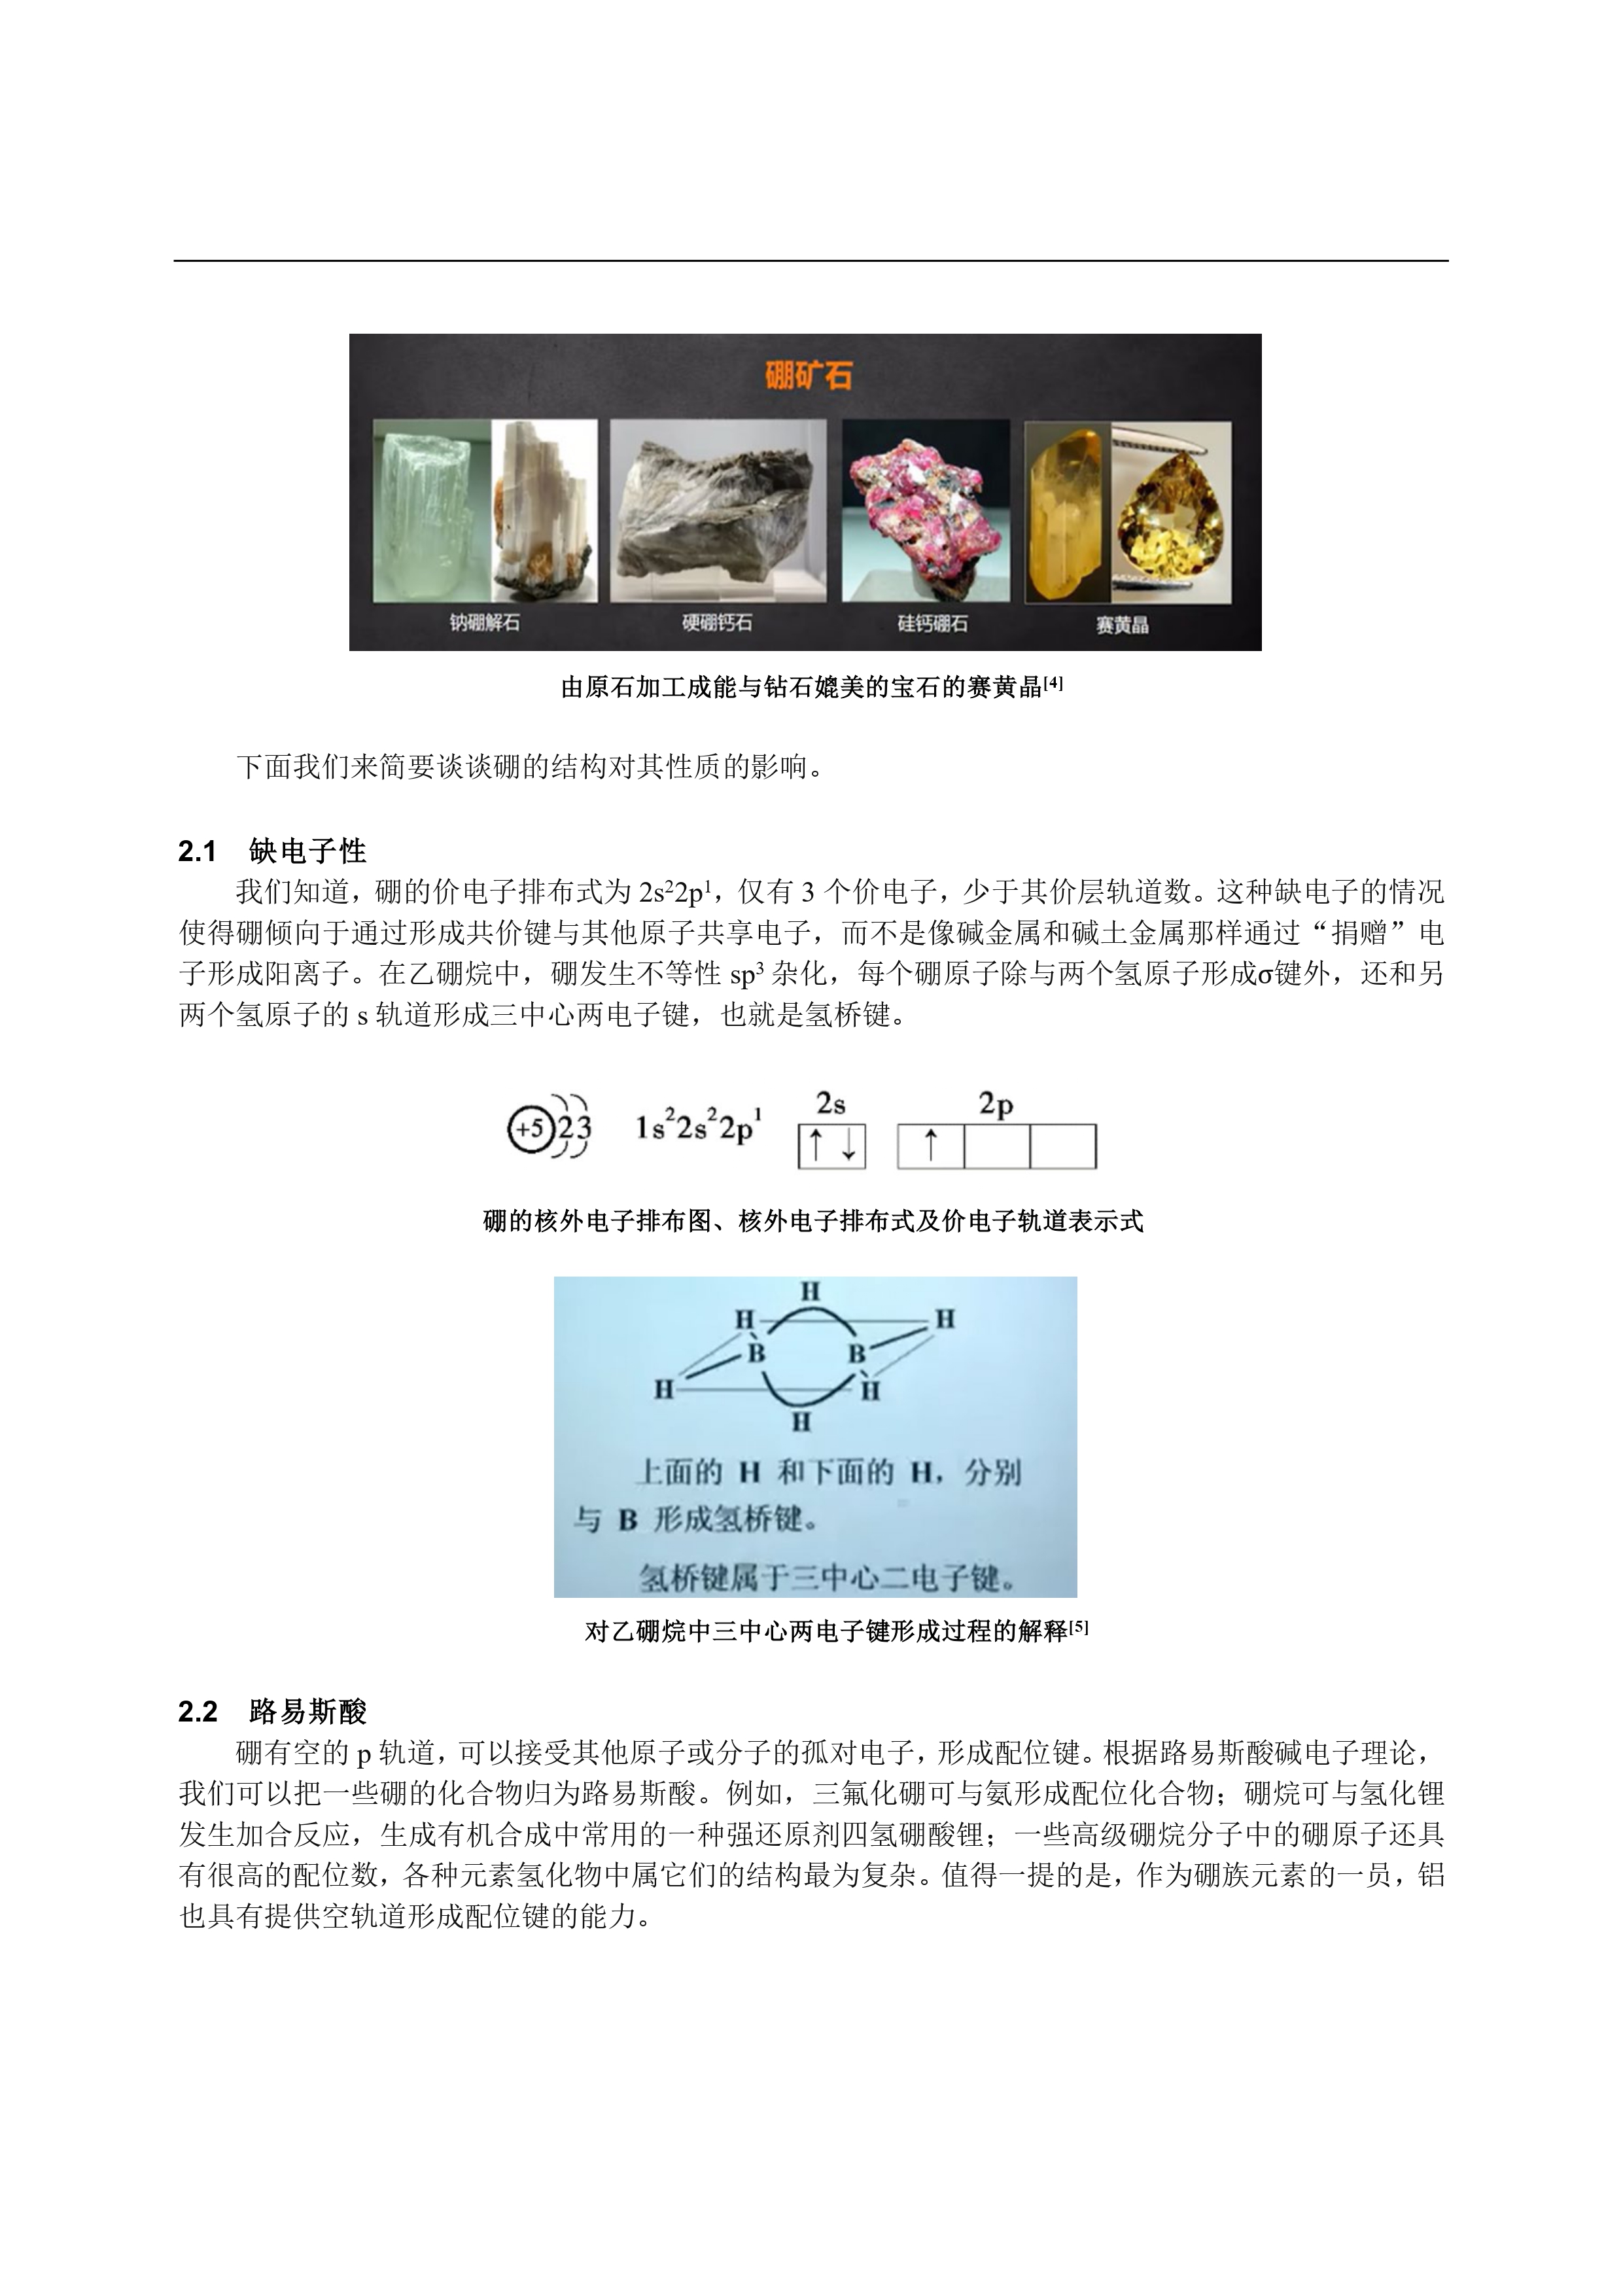 硼矿石
钠硼解石 硬硼钙石 硅钙硼石 赛黄晶
由原石加工成能与钻石媲美的宝石的赛黄晶[4]
下面我们来简要谈谈硼的结构对其性质的影响。
2.1 缺电子性
我们知道，硼的价电子排布式为 2s²2p¹，仅有 3 个价电子，少于其价层轨道数。这种缺电子的情况
使得硼倾向于通过形成共价键与其他原子共享电子，而不是像碱金属和碱土金属那样通过“捐赠”电
子形成阳离子。在乙硼烷中，硼发生不等性 sp³ 杂化，每个硼原子除与两个氢原子形成σ键外，还和另
两个氢原子的 s 轨道形成三中心两电子键，也就是氢桥键。
2s 2p
+5 2 3 1s²2s²2p¹ ↑ ↓ ↑
硼的核外电子排布图、核外电子排布式及价电子轨道表示式
H
H H
B B
H H
H
上面的 H 和下面的 H，分别
与 B 形成氢桥键。
氢桥键属于三中心二电子键。
对乙硼烷中三中心两电子键形成过程的解释[5]
2.2 路易斯酸
硼有空的 p 轨道，可以接受其他原子或分子的孤对电子，形成配位键。根据路易斯酸碱电子理论，
我们可以把一些硼的化合物归为路易斯酸。例如，三氟化硼可与氨形成配位化合物；硼烷可与氢化锂
发生加合反应，生成有机合成中常用的一种强还原剂四氢硼酸锂；一些高级硼烷分子中的硼原子还具
有很高的配位数，各种元素氢化物中属它们的结构最为复杂。值得一提的是，作为硼族元素的一员，铝
也具有提供空轨道形成配位键的能力。